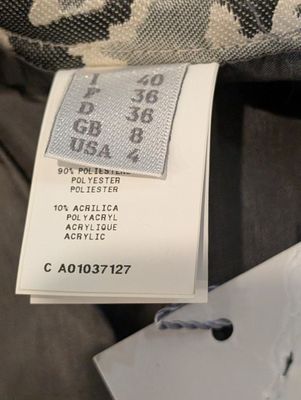 I 40
F 36
D 36
GB 8
USA 4
90% POLIESTERE
POLYESTER
POLIESTER
10% ACRILICA
POLYACRYL
ACRYLIQUE
ACRYLIC
C A01037127